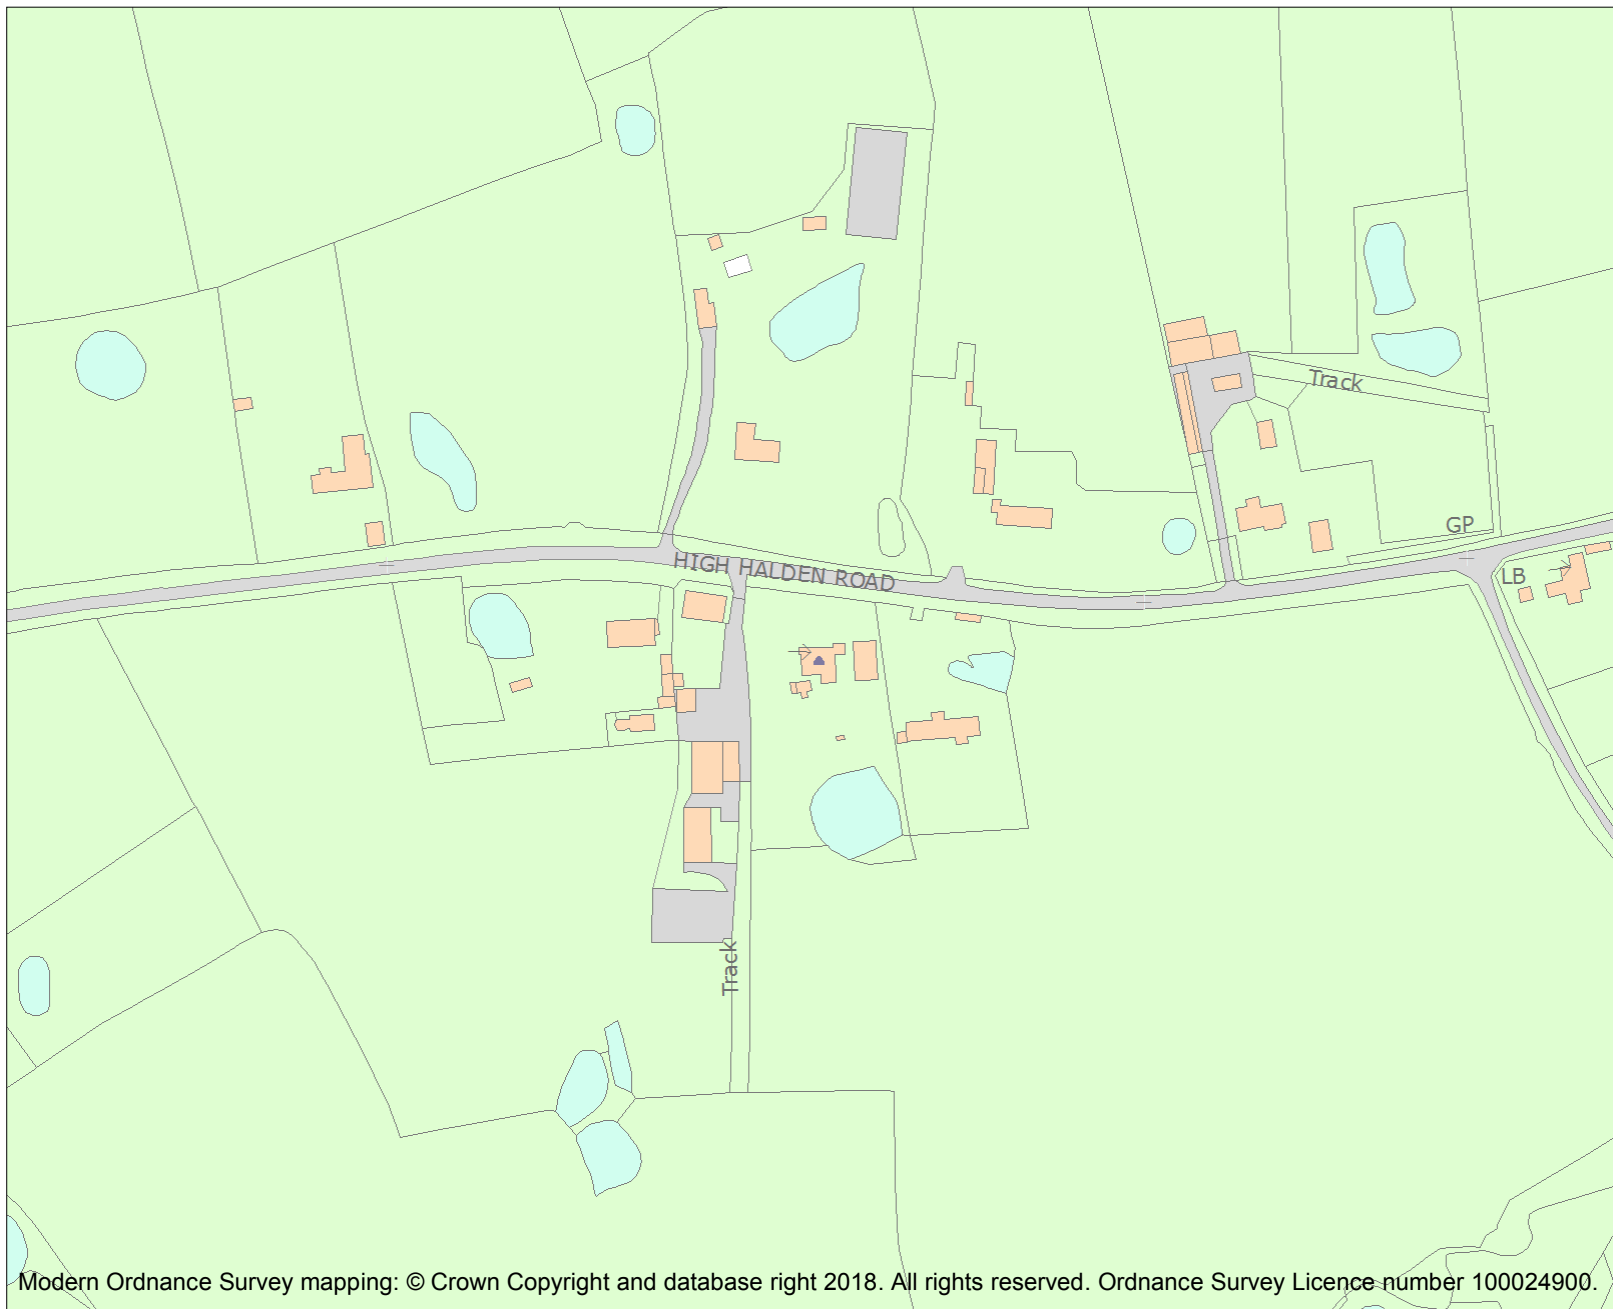 Track
GP
HIGH HALDEN ROAD
LB
Track
Modern Ordnance Survey mapping: © Crown Copyright and database right 2018. All rights reserved. Ordnance Survey Licence number 100024900.